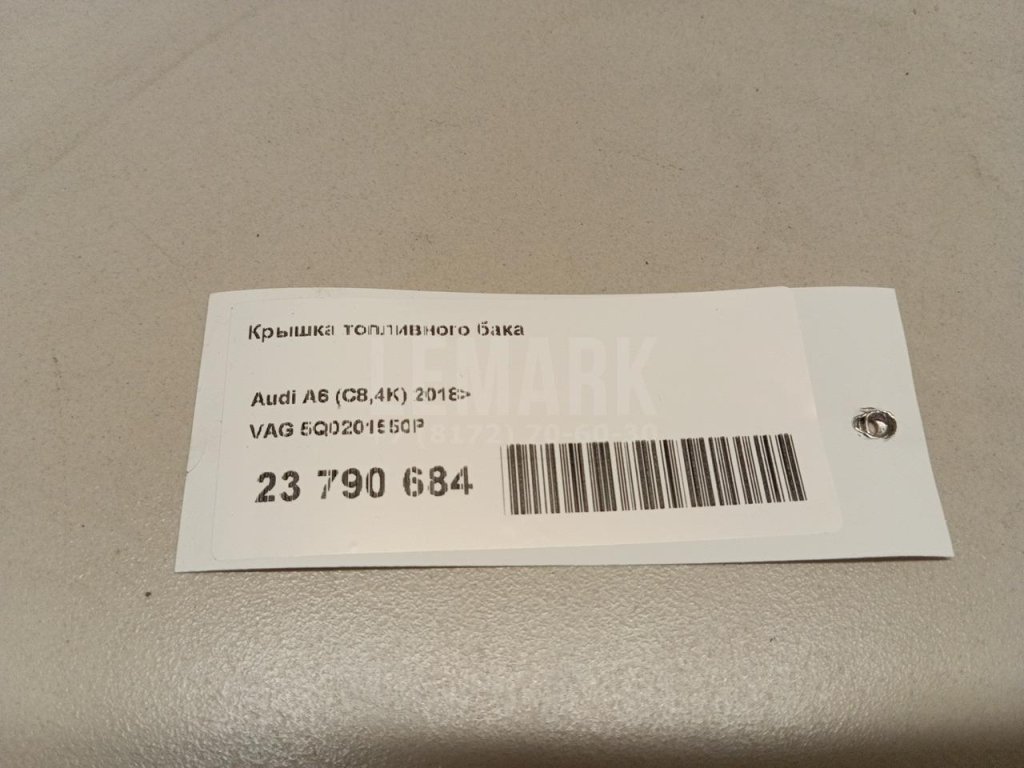 Крышка топливного бака
LEMARK
Audi A6 (C8,4K) 2018>
(8172) 70-60-30
VAG 5Q0201550P
23 790 684